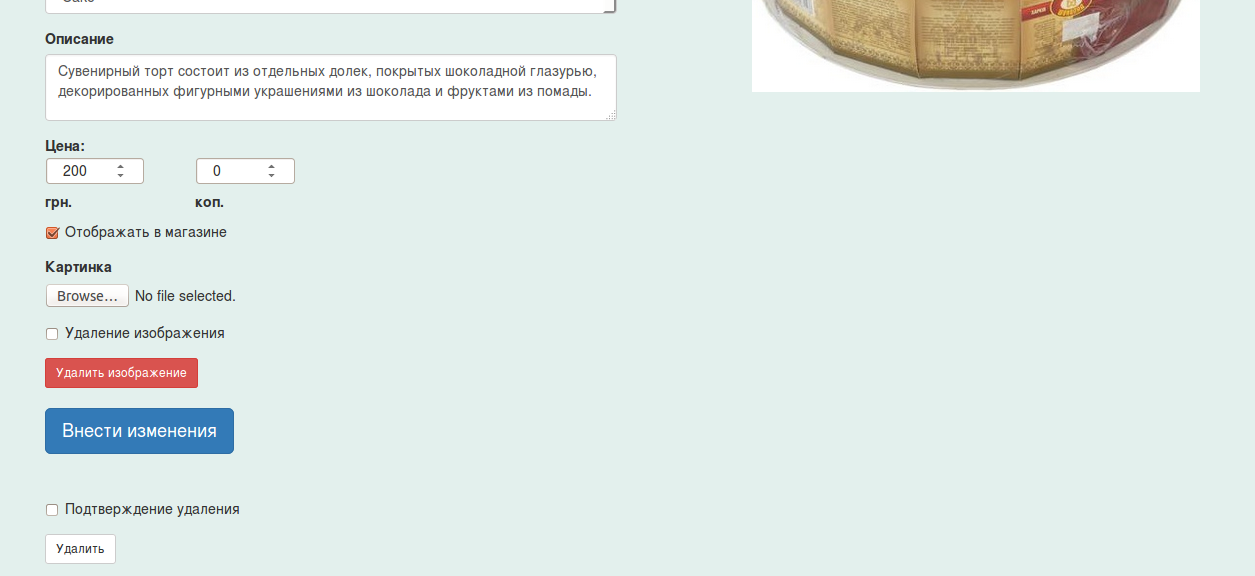 Описание
Сувенирный торт состоит из отдельных долек, покрытых шоколадной глазурью,
декорированных фигурными украшениями из шоколада и фруктами из помады.
Цена:
200 0
грн. коп.
Отображать в магазине
Картинка
Browse... No file selected.
Удаление изображения
Удалить изображение
Внести изменения
Подтверждение удаления
Удалить